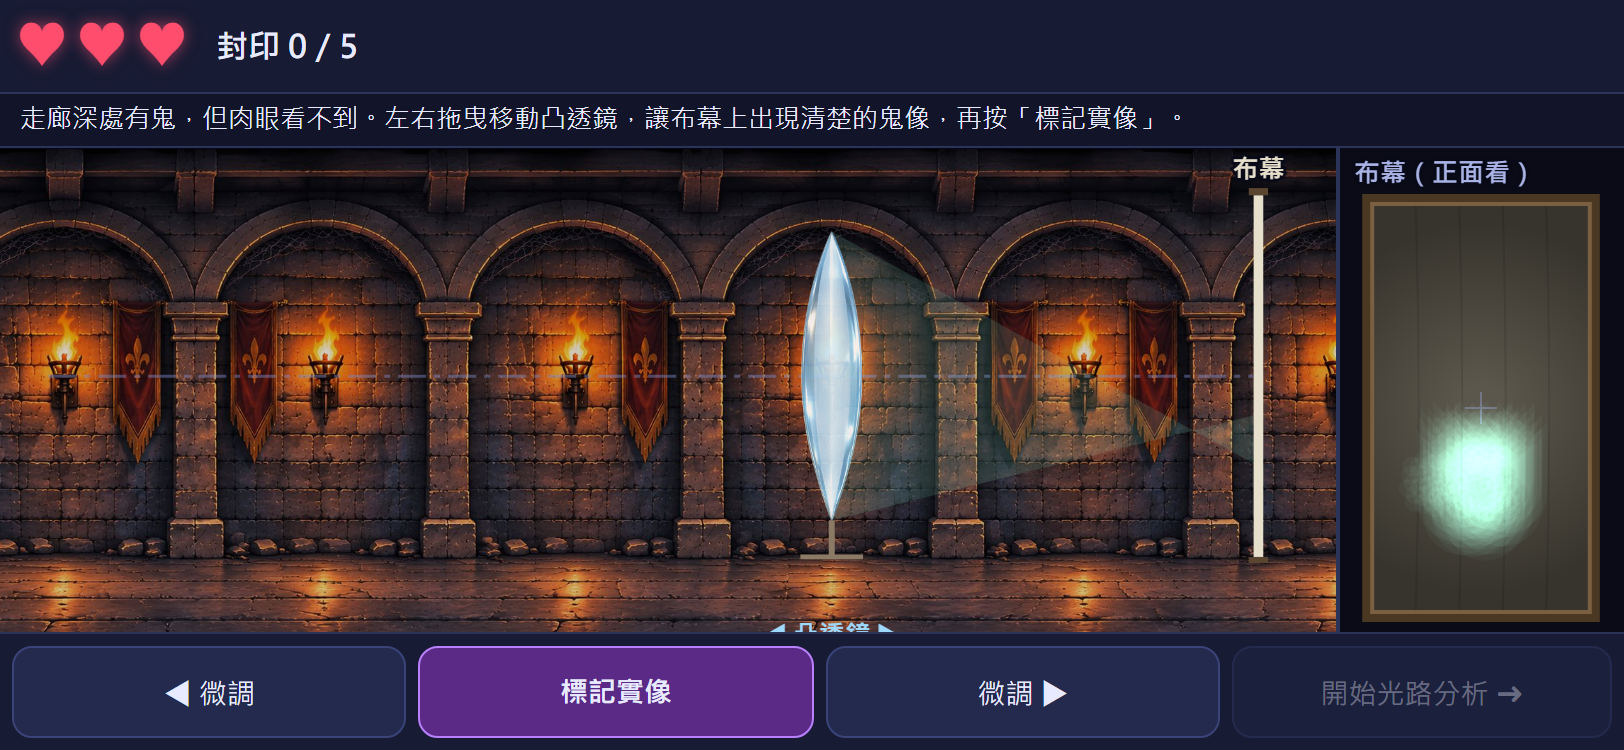 封印 0 / 5
走廊深處有鬼，但肉眼看不到。左右拖曳移動凸透鏡，讓布幕上出現清楚的鬼像，再按「標記實像」。
布幕
布幕 ( 正面看 )
◀ 凸透鏡 ▶
◀ 微調
標記實像
微調 ▶
開始光路分析 →